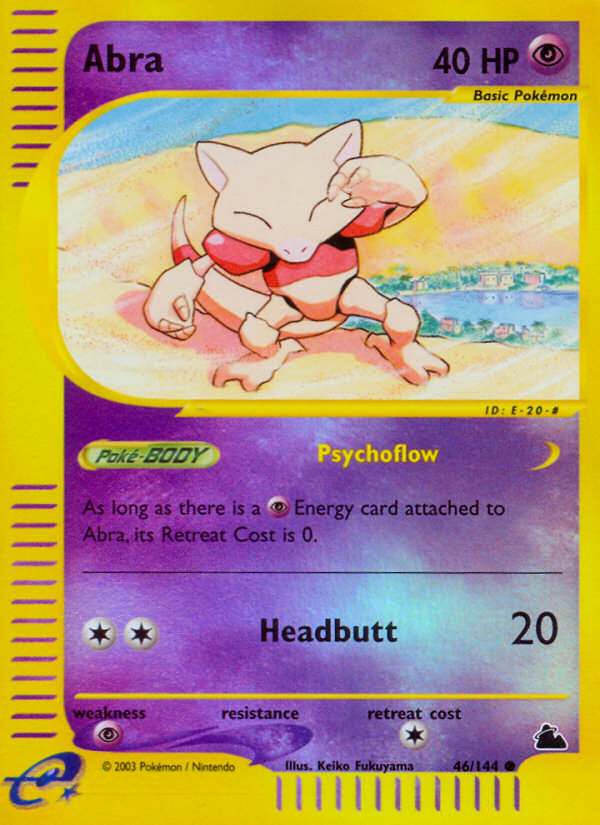 Abra 40 HP
Basic Pokémon
ID: E-20-#
Poké-BODY Psychoflow
As long as there is a Energy card attached to
Abra, its Retreat Cost is 0.
Headbutt 20
weakness resistance retreat cost
© 2003 Pokémon / Nintendo Illus. Keiko Fukuyama 46/144 ●
e